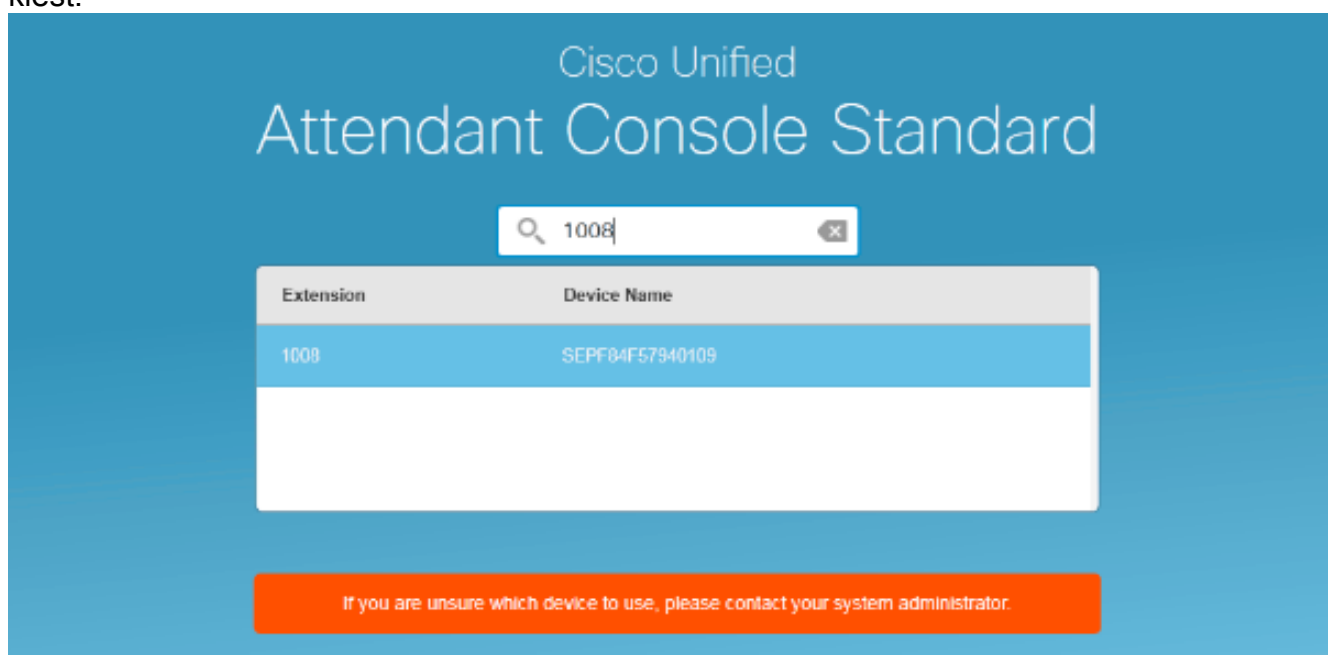 kiest.
Cisco Unified
Attendant Console Standard
1008
Extension Device Name
1008 SEPF84F57940109
If you are unsure which device to use, please contact your system administrator.